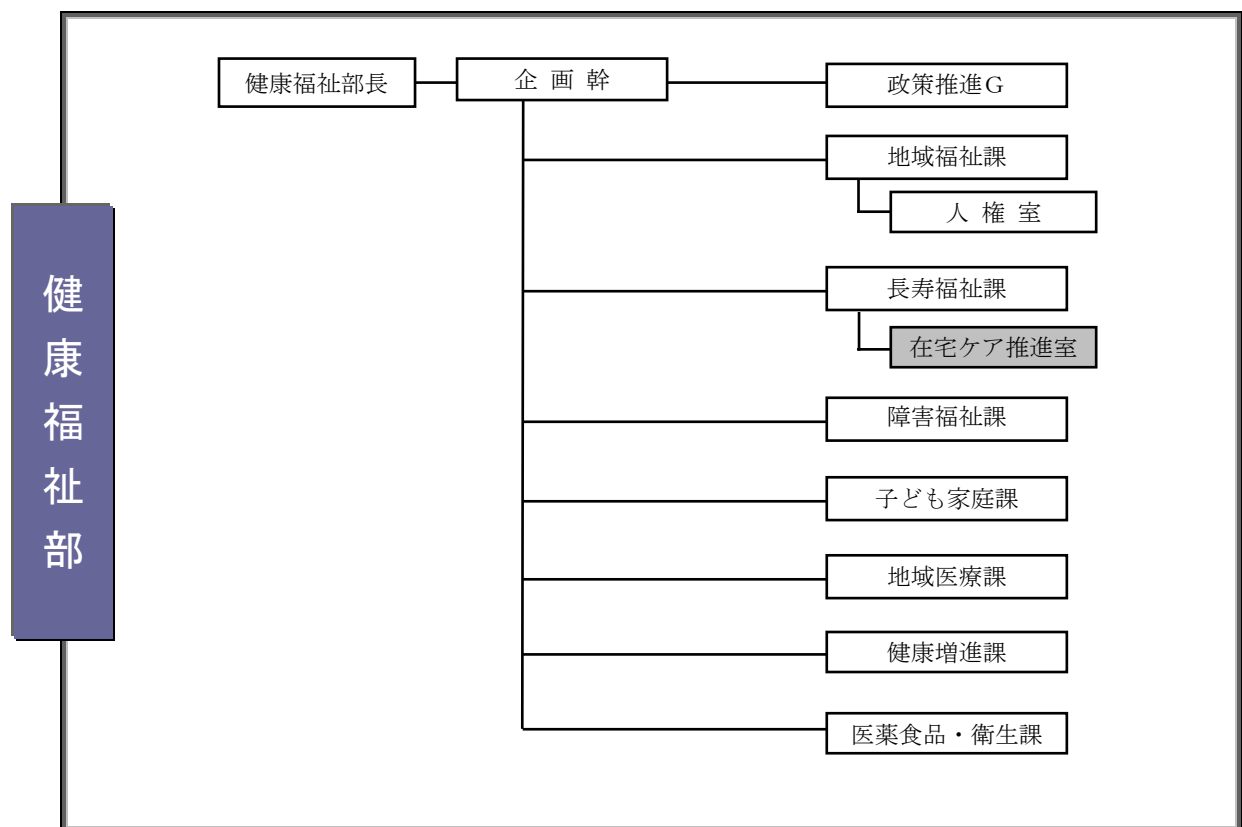 健康福祉部
健康福祉部長
企画幹
政策推進G
地域福祉課
人権室
長寿福祉課
在宅ケア推進室
障害福祉課
子ども家庭課
地域医療課
健康増進課
医薬食品・衛生課